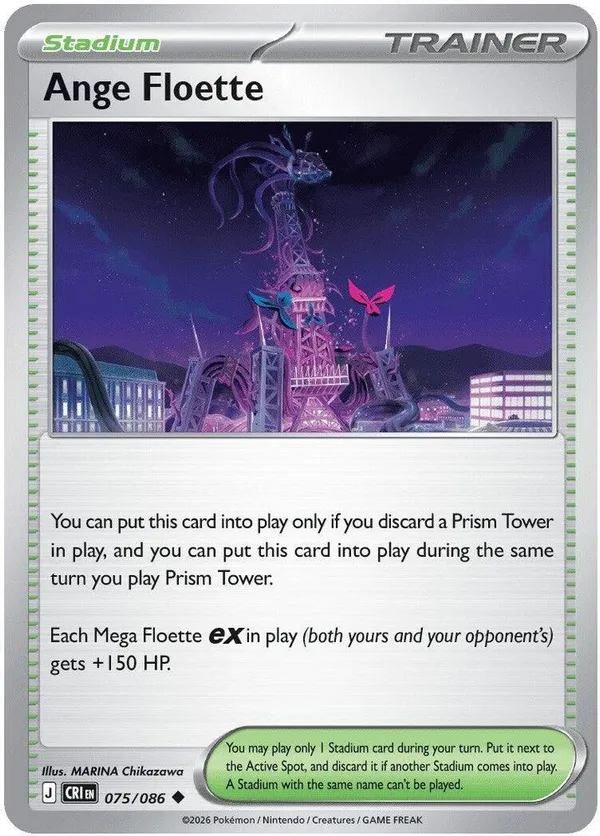 Stadium
TRAINER
Ange Floette
You can put this card into play only if you discard a Prism Tower
in play, and you can put this card into play during the same
turn you play Prism Tower.
Each Mega Floette ex in play (both yours and your opponent's)
gets +150 HP.
You may play only 1 Stadium card during your turn. Put it next to
the Active Spot, and discard it if another Stadium comes into play.
A Stadium with the same name can't be played.
Illus. MARINA Chikazawa
J CRI EN 075/086 ◆
©2026 Pokémon / Nintendo / Creatures / GAME FREAK